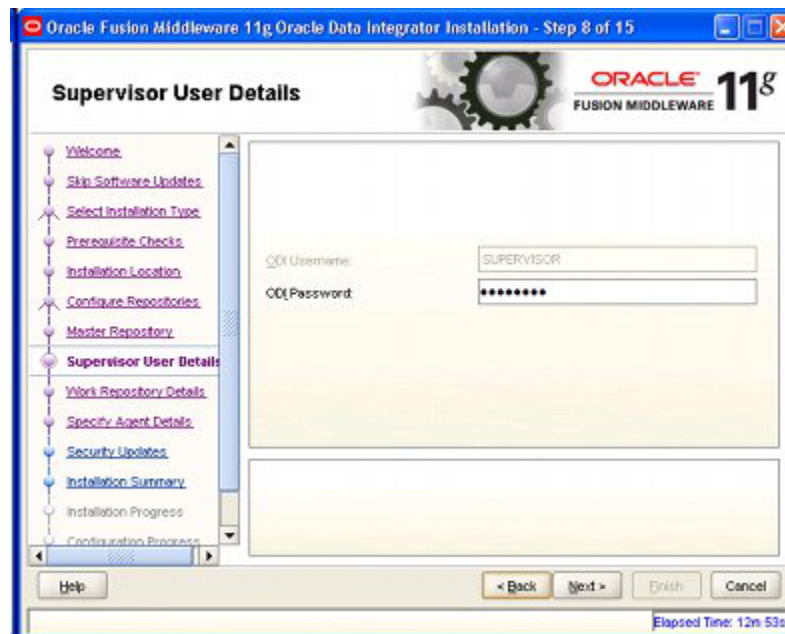 Oracle Fusion Middleware 11g Oracle Data Integrator Installation - Step 8 of 15
Supervisor User Details
ORACLE
FUSION MIDDLEWARE 11g
Welcome
Skip Software Updates
Select Installation Type
Prerequisite Checks
Installation Location
Configure Repositories
Master Repository
Supervisor User Details
Work Repository Details
Specify Agent Details
Security Updates
Installation Summary
Installation Progress
Configuration Progress
ODI Username:
SUPERVISOR
ODI Password:
Help
< Back
Next >
Finish
Cancel
Elapsed Time: 12m 53s